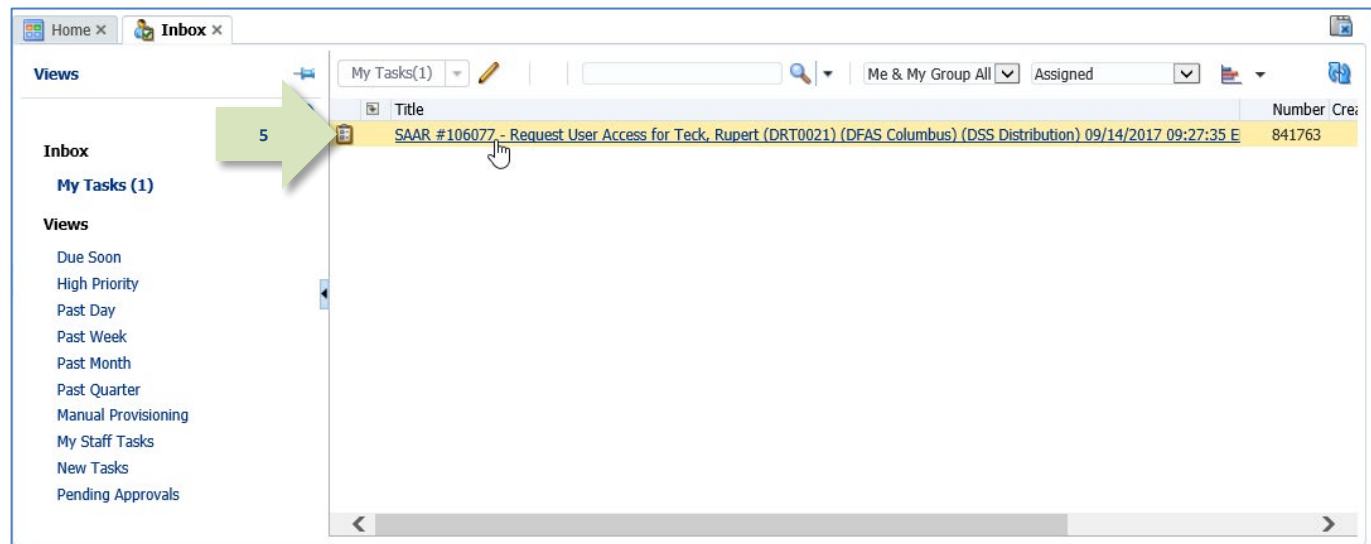 Home × Inbox ×
Views
My Tasks(1) Me & My Group All Assigned
Title Number Crea
5
SAAR #106077 - Request User Access for Teck, Rupert (DRT0021) (DFAS Columbus) (DSS Distribution) 09/14/2017 09:27:35 E 841763
Inbox
My Tasks (1)
Views
Due Soon
High Priority
Past Day
Past Week
Past Month
Past Quarter
Manual Provisioning
My Staff Tasks
New Tasks
Pending Approvals